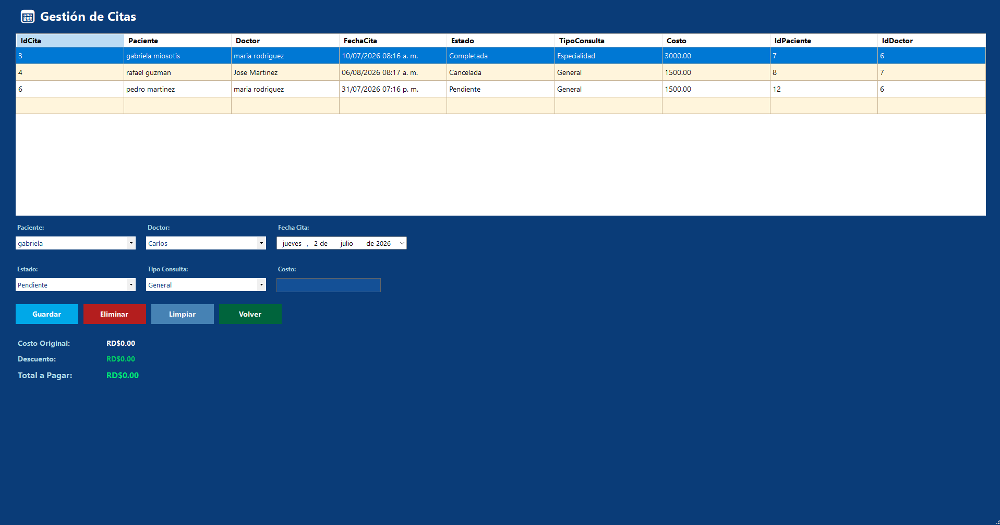 Gestión de Citas
IdCita Paciente Doctor FechaCita Estado TipoConsulta Costo IdPaciente IdDoctor
3 gabriela miosotis maria rodriguez 10/07/2026 08:16 a. m. Completada Especialidad 3000.00 7 6
4 rafael guzman Jose Martinez 06/08/2026 08:17 a. m. Cancelada General 1500.00 8 7
6 pedro martinez maria rodriguez 31/07/2026 07:16 p. m. Pendiente General 1500.00 12 6
Paciente: Doctor: Fecha Cita:
gabriela Carlos jueves , 2 de julio de 2026
Estado: Tipo Consulta: Costo:
Pendiente General
Guardar Eliminar Limpiar Volver
Costo Original: RD$0.00
Descuento: RD$0.00
Total a Pagar: RD$0.00